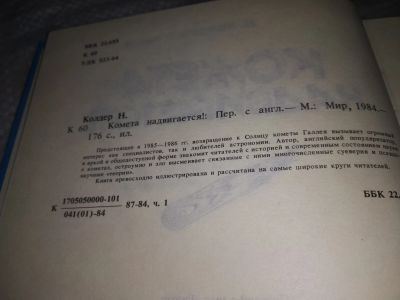 ББК 22.655
К 60
УДК 523.64
Колдер Н.
К 60 Комета надвигается!: Пер. с англ.— М.: Мир, 1984.—
176 с., ил.
Предстоящее в 1985—1986 гг. возвращение к Солнцу кометы Галлея вызывает огромный
интерес как специалистов, так и любителей астрономии. Автор, английский популяризатор,
в яркой и общедоступной форме знакомит читателей с историей и современным состоянием науки
о кометах, остроумно и зло высмеивает связанные с ними многочисленные суеверия и
научные «теории».
Книга превосходно иллюстрирована и рассчитана на самые широкие круги читателей.
К 1705050000-101
041(01)-84
87-84, ч. 1
ББК 22.